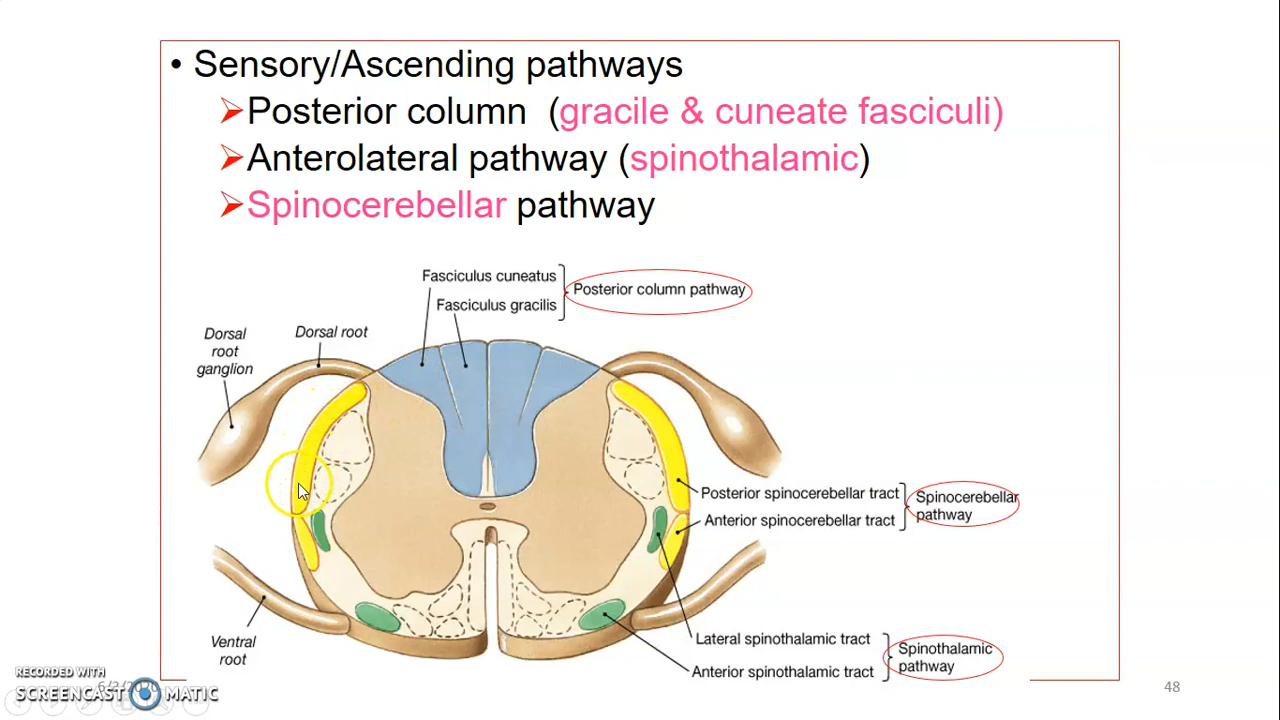 • Sensory/Ascending pathways
➢Posterior column (gracile & cuneate fasciculi)
➢Anterolateral pathway (spinothalamic)
➢Spinocerebellar pathway
Fasciculus cuneatus
Fasciculus gracilis
Posterior column pathway
Dorsal root
Dorsal
root
ganglion
Posterior spinocerebellar tract
Anterior spinocerebellar tract
Spinocerebellar
pathway
Ventral
root
Lateral spinothalamic tract
Anterior spinothalamic tract
Spinothalamic
pathway
RECORDED WITH
SCREENCAST MATIC
48